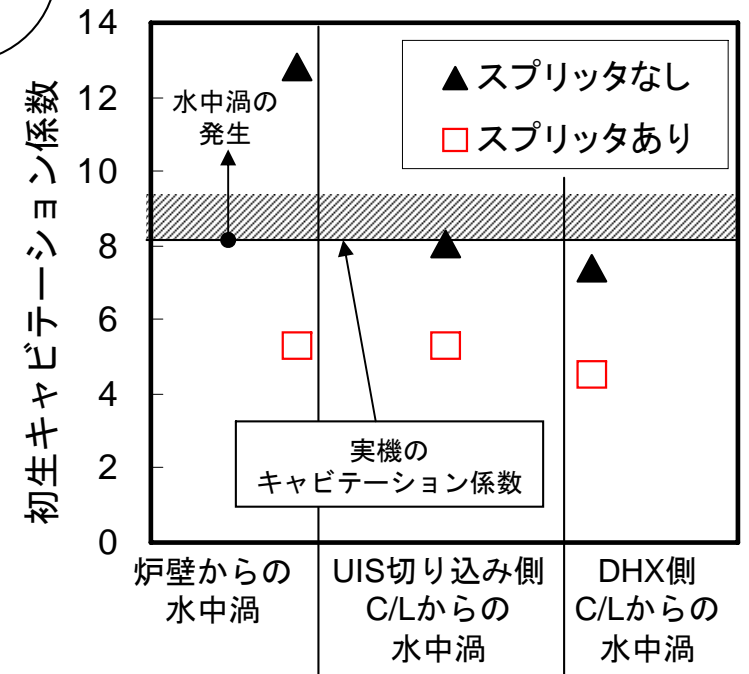 初生キャビテーション係数
14
12
10
8
6
4
2
0
▲ スプリッタなし
□ スプリッタあり
水中渦の
発生
実機の
キャビテーション係数
炉壁からの
水中渦
UIS切り込み側
C/Lからの
水中渦
DHX側
C/Lからの
水中渦